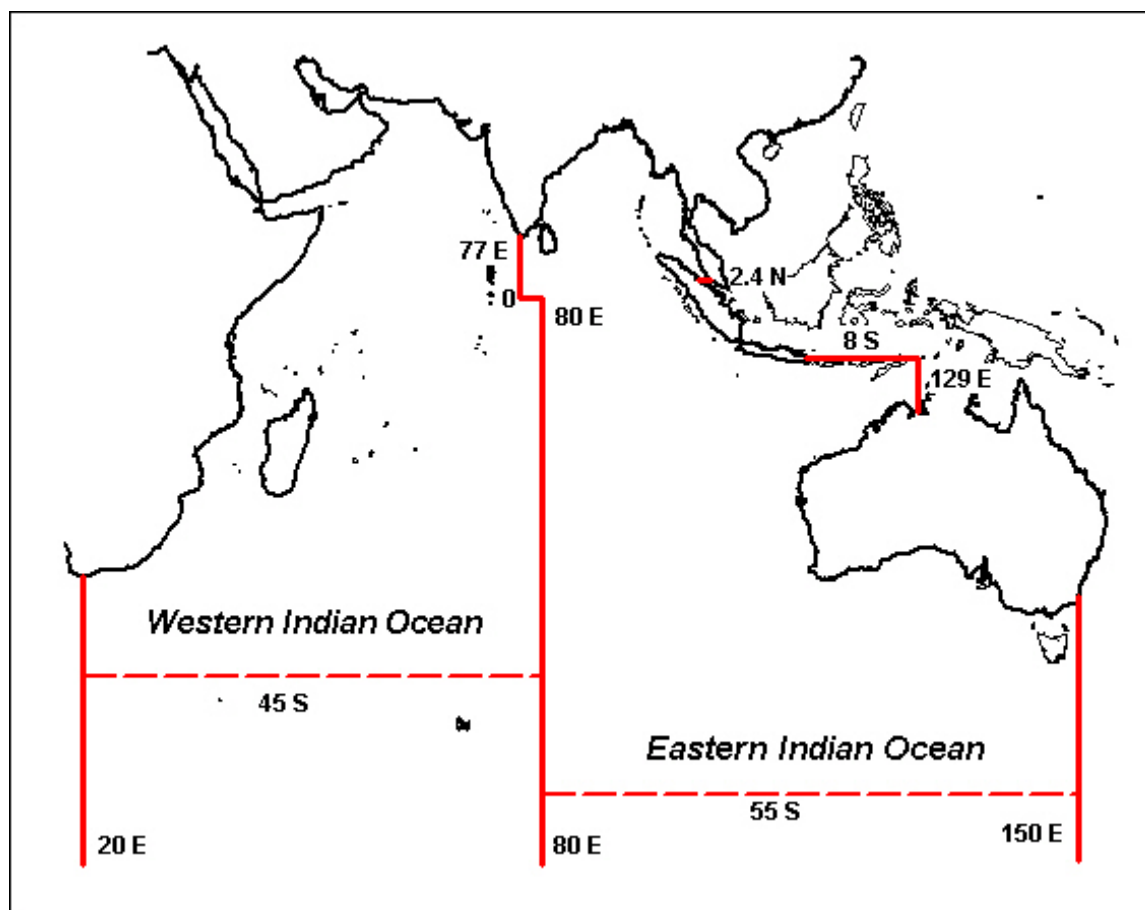 77 E
2.4 N
0
80 E
8 S
129 E
Western Indian Ocean
45 S
Eastern Indian Ocean
55 S
20 E
80 E
150 E